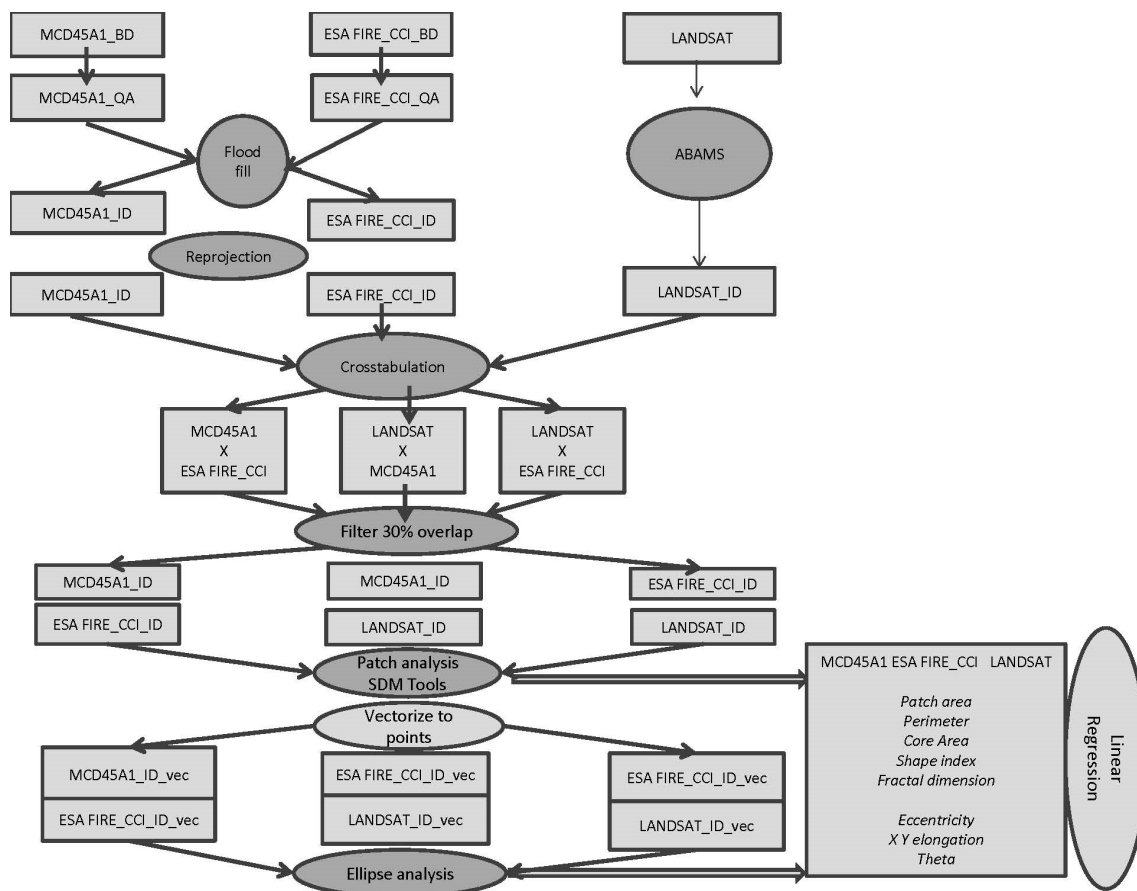 MCD45A1_BD
ESA FIRE_CCI_BD
LANDSAT
MCD45A1_QA
ESA FIRE_CCI_QA
Flood
fill
ABAMS
MCD45A1_ID
ESA FIRE_CCI_ID
Reprojection
MCD45A1_ID
ESA FIRE_CCI_ID
LANDSAT_ID
Crosstabulation
MCD45A1
X
ESA FIRE_CCI
LANDSAT
X
MCD45A1
LANDSAT
X
ESA FIRE_CCI
Filter 30% overlap
MCD45A1_ID
MCD45A1_ID
ESA FIRE_CCI_ID
ESA FIRE_CCI_ID
LANDSAT_ID
LANDSAT_ID
Patch analysis
SDM Tools
Vectorize to
points
MCD45A1_ID_vec
ESA FIRE_CCI_ID_vec
ESA FIRE_CCI_ID_vec
ESA FIRE_CCI_ID_vec
LANDSAT_ID_vec
LANDSAT_ID_vec
Ellipse analysis
MCD45A1 ESA FIRE_CCI LANDSAT
Patch area
Perimeter
Core Area
Shape index
Fractal dimension
Eccentricity
X Y elongation
Theta
Linear
Regression